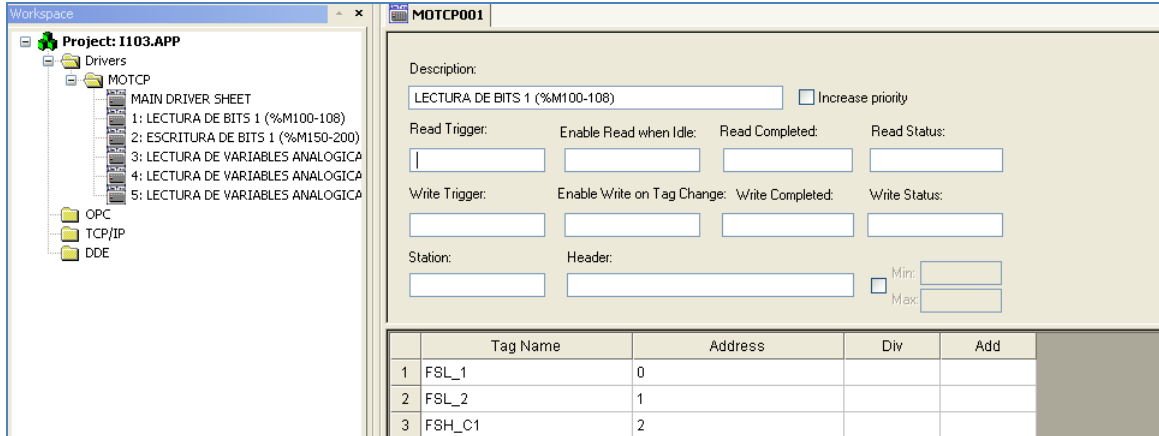 Workspace
Project: I103.APP
Drivers
MOTCP
MAIN DRIVER SHEET
1: LECTURA DE BITS 1 (%M100-108)
2: ESCRITURA DE BITS 1 (%M150-200)
3: LECTURA DE VARIABLES ANALOGICA
4: LECTURA DE VARIABLES ANALOGICA
5: LECTURA DE VARIABLES ANALOGICA
OPC
TCP/IP
DDE
MOTCP001
Description:
LECTURA DE BITS 1 (%M100-108) Increase priority
Read Trigger: Enable Read when Idle: Read Completed: Read Status:
Write Trigger: Enable Write on Tag Change: Write Completed: Write Status:
Station: Header:
Min:
Max:
Tag Name Address Div Add
1 FSL_1 0
2 FSL_2 1
3 FSH_C1 2